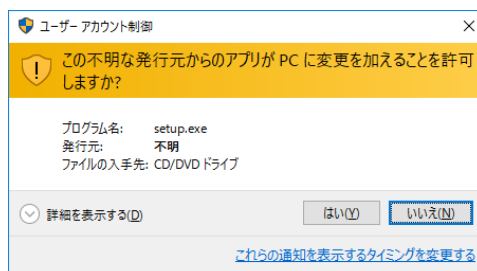 ユーザー アカウント制御
この不明な発行元からのアプリが PC に変更を加えることを許可
しますか?
プログラム名: setup.exe
発行元: 不明
ファイルの入手先: CD/DVD ドライブ
詳細を表示する(D) はい(Y) いいえ(N)
これらの通知を表示するタイミングを変更する